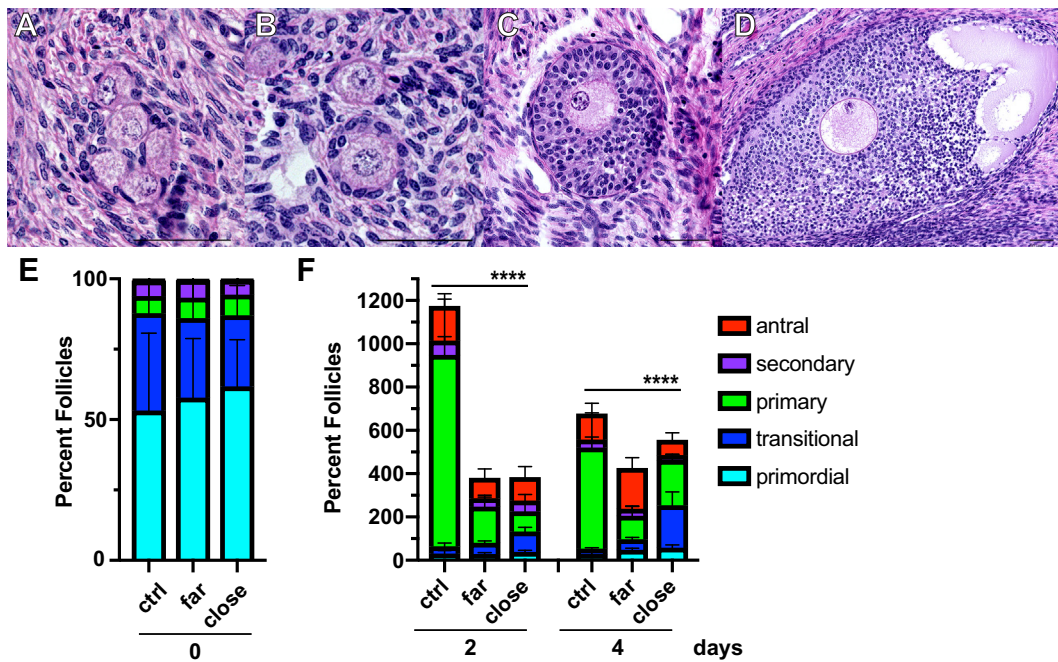 A
B
C
D
E
F
Percent Follicles
100
50
0
ctrl
far
close
0
Percent Follicles
1200
1000
800
600
400
200
0
****
****
ctrl
far
close
ctrl
far
close
2
4
days
antral
secondary
primary
transitional
primordial